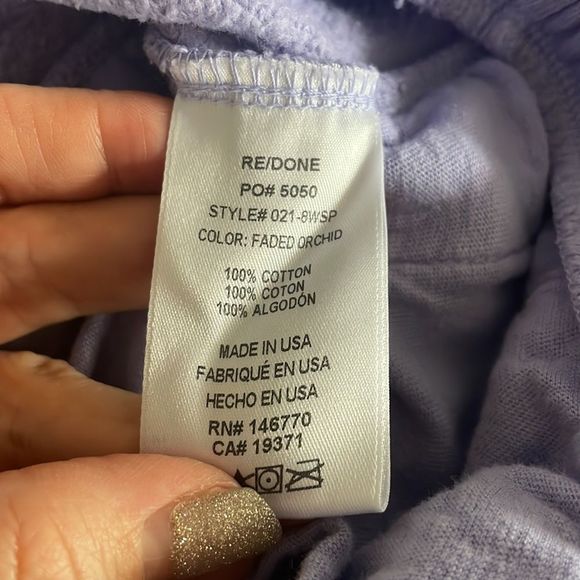 RE/DONE
PO# 5050
STYLE# 021-8WSP
COLOR: FADED ORCHID
100% COTTON
100% COTON
100% ALGODÓN
MADE IN USA
FABRIQUÉ EN USA
HECHO EN USA
RN# 146770
CA# 19371